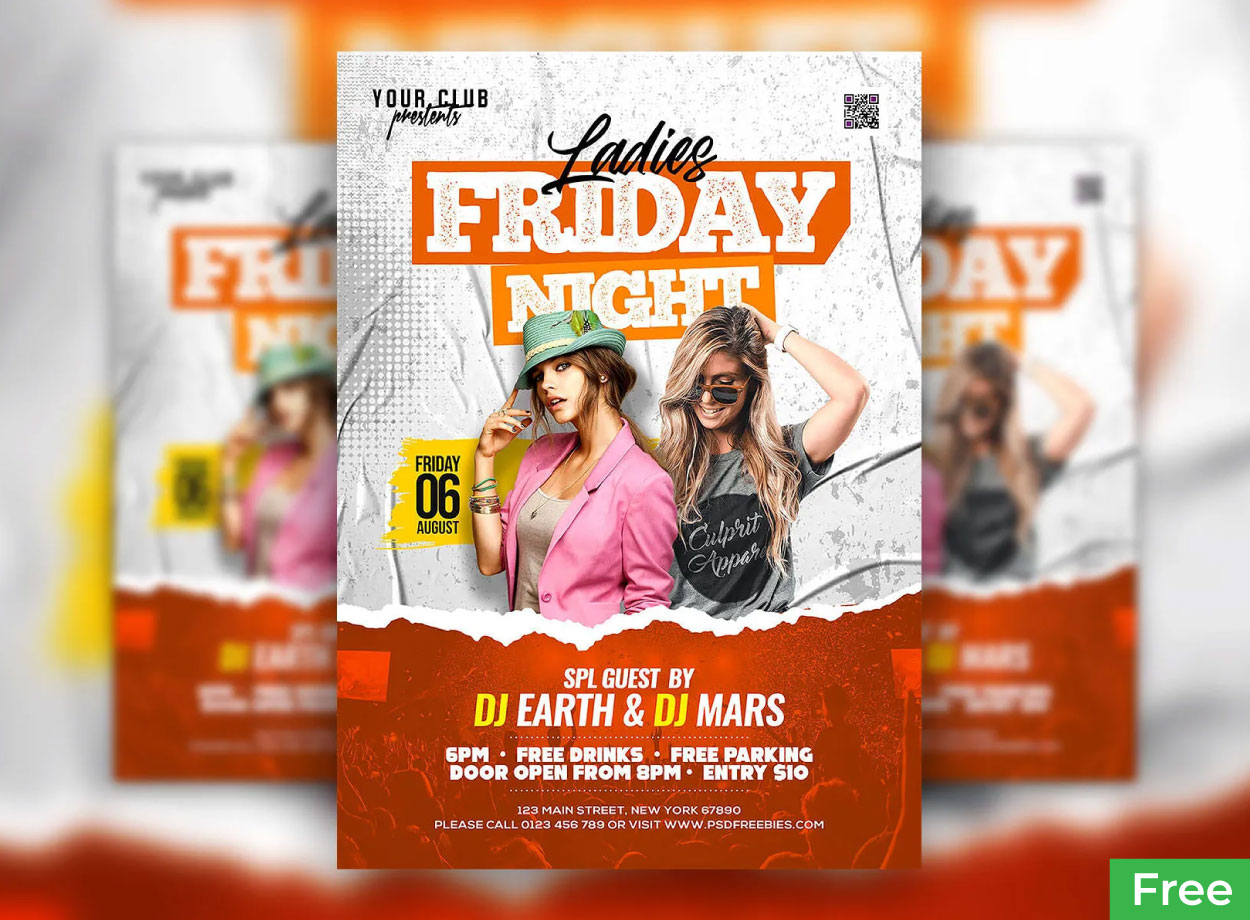 YOUR CLUB
prestents
Ladies
FRIDAY
NIGHT
FRIDAY
06
AUGUST
Culprit
Appar
SPL GUEST BY
DJ EARTH & DJ MARS
6PM • FREE DRINKS • FREE PARKING
DOOR OPEN FROM 8PM • ENTRY $10
123 MAIN STREET, NEW YORK 67890
PLEASE CALL 0123 456 789 OR VISIT WWW.PSDFREEBIES.COM
Free